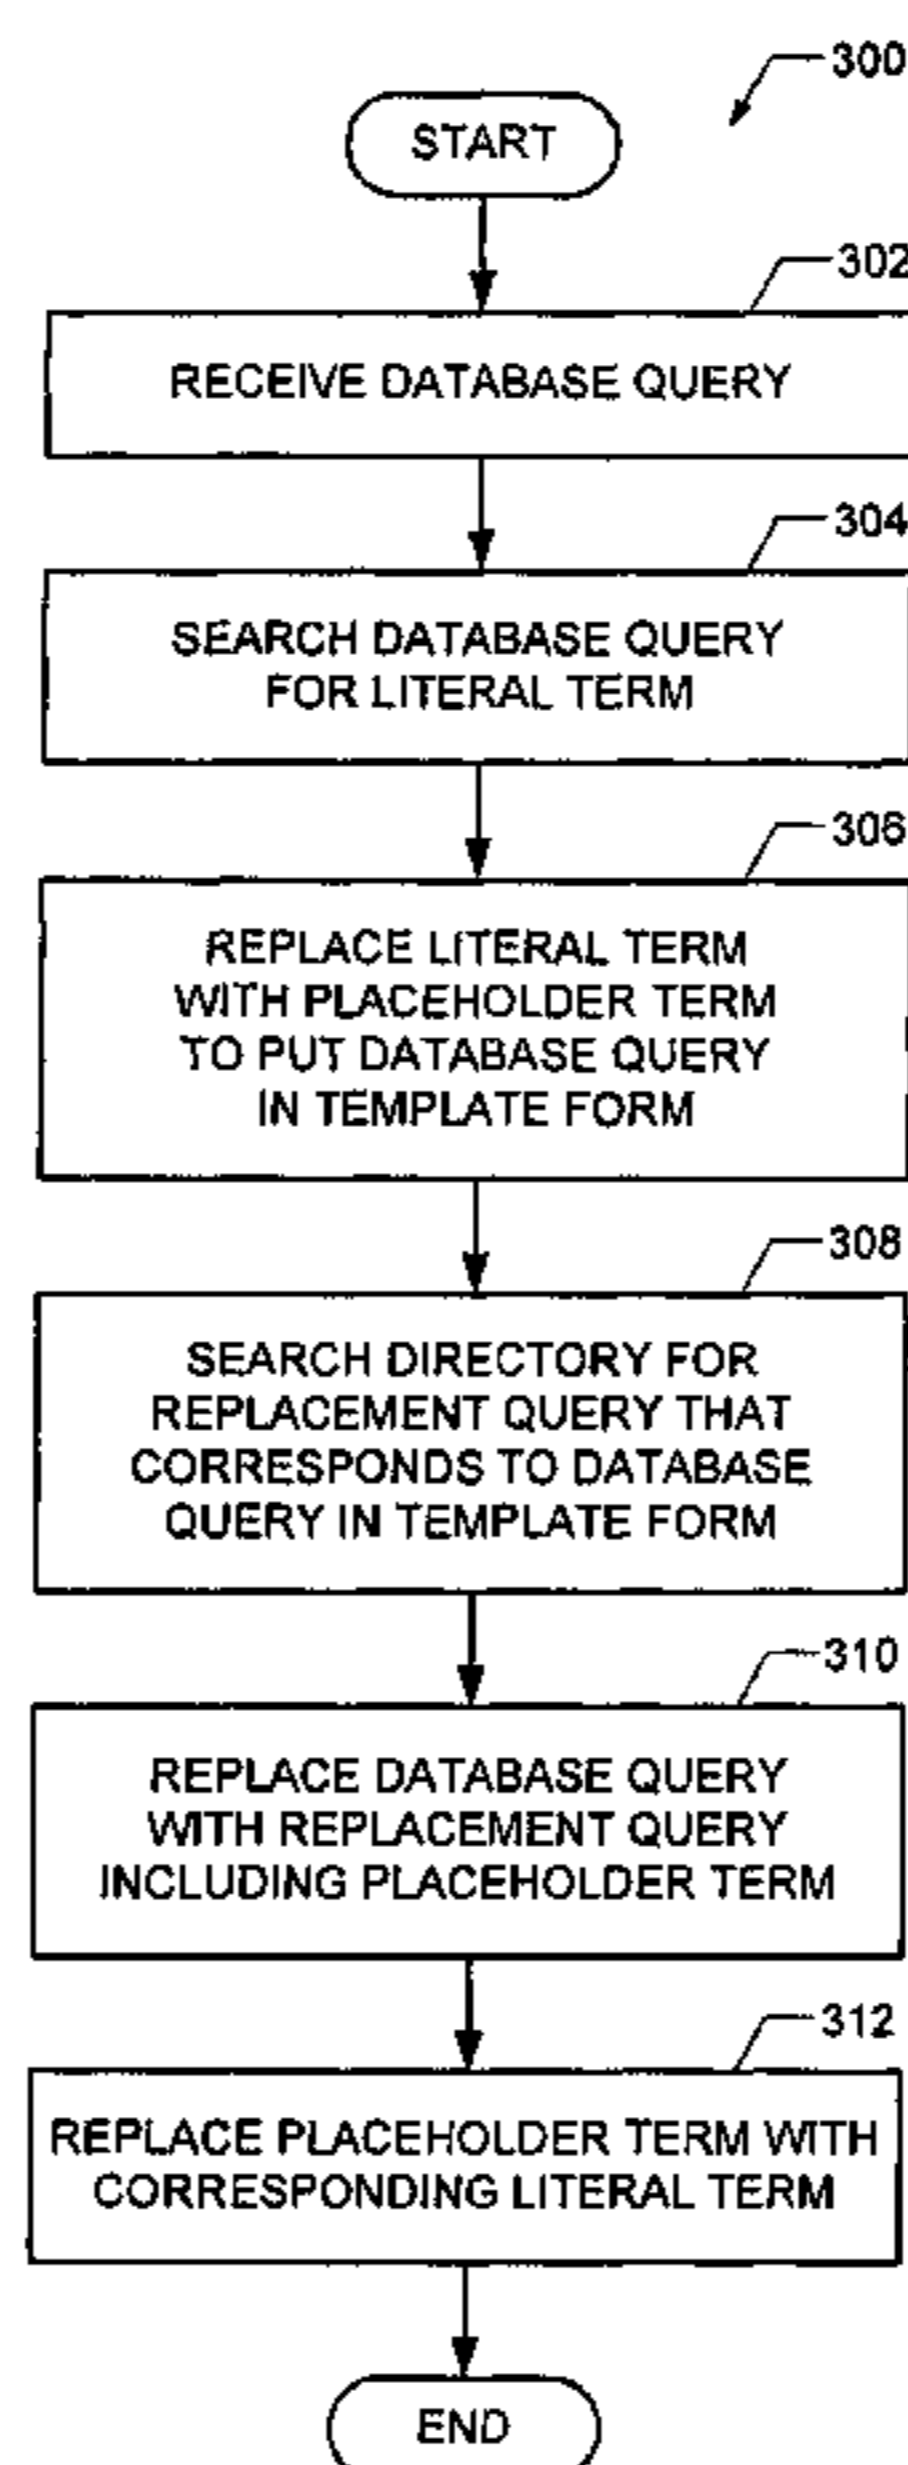 300
START
302
RECEIVE DATABASE QUERY
304
SEARCH DATABASE QUERY
FOR LITERAL TERM
306
REPLACE LITERAL TERM
WITH PLACEHOLDER TERM
TO PUT DATABASE QUERY
IN TEMPLATE FORM
308
SEARCH DIRECTORY FOR
REPLACEMENT QUERY THAT
CORRESPONDS TO DATABASE
QUERY IN TEMPLATE FORM
310
REPLACE DATABASE QUERY
WITH REPLACEMENT QUERY
INCLUDING PLACEHOLDER TERM
312
REPLACE PLACEHOLDER TERM WITH
CORRESPONDING LITERAL TERM
END